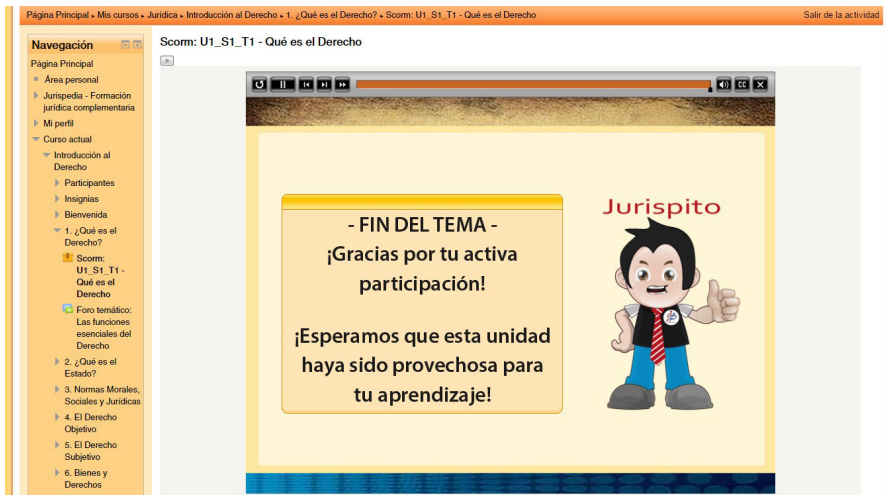 Página Principal ▸ Mis cursos ▸ Jurídica ▸ Introducción al Derecho ▸ 1. ¿Qué es el Derecho? ▸ Scorm: U1_S1_T1 - Qué es el Derecho
Salir de la actividad
Navegación
Página Principal
Área personal
Jurispedia - Formación
jurídica complementaria
Mi perfil
Curso actual
Introducción al
Derecho
Participantes
Insignias
Bienvenida
1. ¿Qué es el
Derecho?
Scorm:
U1_S1_T1 -
Qué es el
Derecho
Foro temático:
Las funciones
esenciales del
Derecho
2. ¿Qué es el
Estado?
3. Normas Morales,
Sociales y Jurídicas
4. El Derecho
Objetivo
5. El Derecho
Subjetivo
6. Bienes y
Derechos
Scorm: U1_S1_T1 - Qué es el Derecho
>
CC
- FIN DEL TEMA -
¡Gracias por tu activa
participación!
¡Esperamos que esta unidad
haya sido provechosa para
tu aprendizaje!
Jurispito